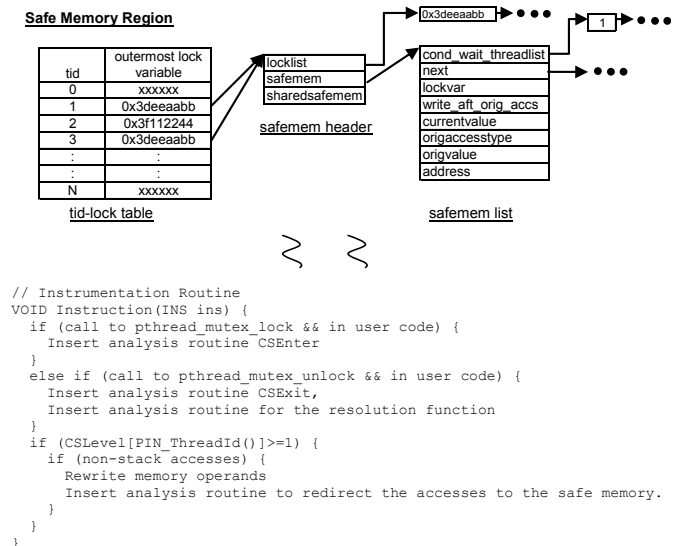 Safe Memory Region
tid outermost lock variable
0 xxxxxx
1 0x3deeaabb
2 0x3f112244
3 0x3deeaabb
: :
: :
N xxxxxx
tid-lock table
locklist
safemem
sharedsafemem
safemem header
0x3deeaabb
1
cond_wait_threadlist
next
lockvar
write_aft_orig_accs
currentvalue
origaccesstype
origvalue
address
safemem list
// Instrumentation Routine
VOID Instruction(INS ins) {
  if (call to pthread_mutex_lock && in user code) {
    Insert analysis routine CSEnter
  }
  else if (call to pthread_mutex_unlock && in user code) {
    Insert analysis routine CSExit,
    Insert analysis routine for the resolution function
  }
  if (CSLevel[PIN_ThreadId()]>=1) {
    if (non-stack accesses) {
      Rewrite memory operands
      Insert analysis routine to redirect the accesses to the safe memory.
    }
  }
}